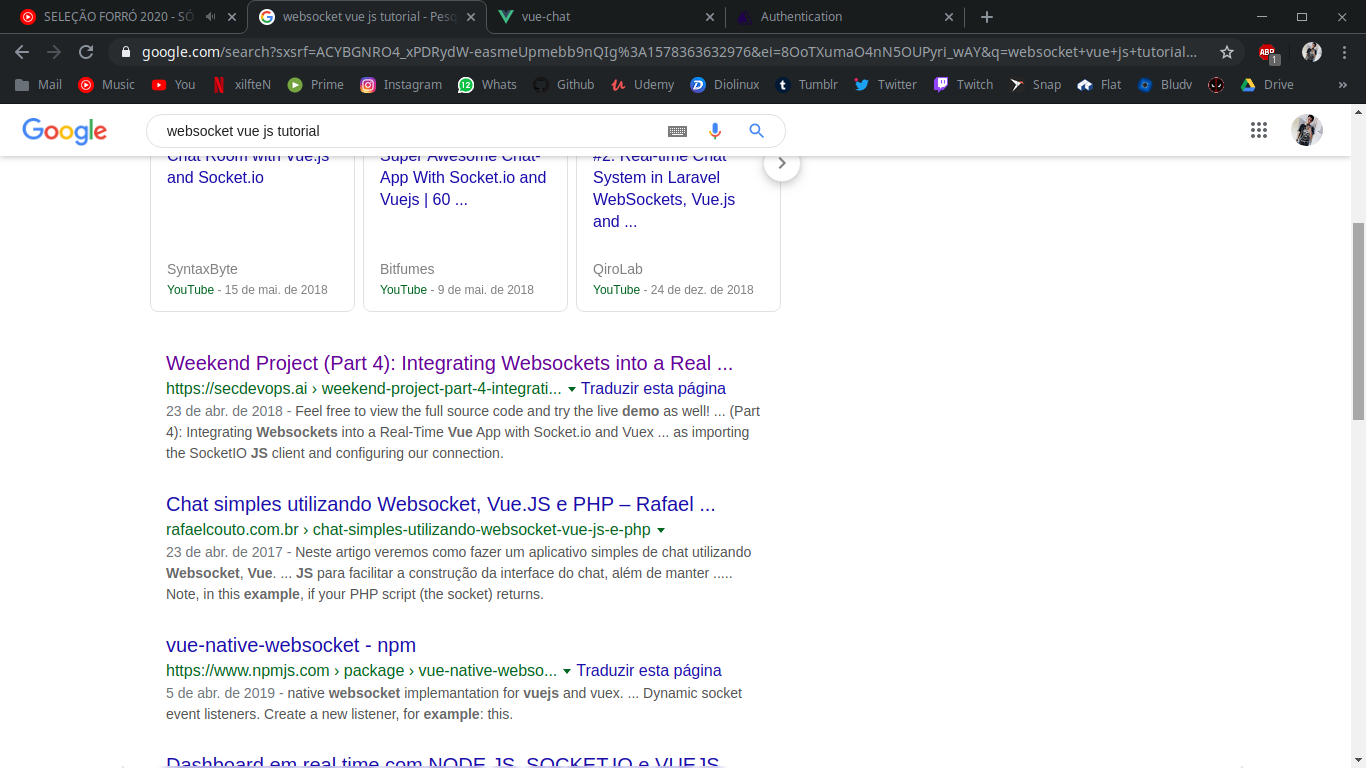 SELEÇÃO FORRÓ 2020 - SÓ
websocket vue js tutorial - Pesq
vue-chat
Authentication
google.com/search?sxsrf=ACYBGNRO4_xPDRydW-easmeUpmebb9nQIg%3A1578363632976&ei=8OoTXumaO4nN5OUPyri_wAY&q=websocket+vue+js+tutorial...
ABP
1
Mail
Music
You
xilfteN
Prime
Instagram
12
Whats
Github
Udemy
Diolinux
Tumblr
Twitter
Twitch
Snap
Flat
Bludv
Drive
»
Google
websocket vue js tutorial
Chat Room with Vue.js
and Socket.io
SyntaxByte
YouTube - 15 de mai. de 2018
Super Awesome Chat-
App With Socket.io and
Vuejs | 60 ...
Bitfumes
YouTube - 9 de mai. de 2018
#2: Real-time Chat
System in Laravel
WebSockets, Vue.js
and ...
QiroLab
YouTube - 24 de dez. de 2018
Weekend Project (Part 4): Integrating Websockets into a Real ...
https://secdevops.ai › weekend-project-part-4-integrati... Traduzir esta página
23 de abr. de 2018 - Feel free to view the full source code and try the live demo as well! ... (Part
4): Integrating Websockets into a Real-Time Vue App with Socket.io and Vuex ... as importing
the SocketIO JS client and configuring our connection.
Chat simples utilizando Websocket, Vue.JS e PHP – Rafael ...
rafaelcouto.com.br › chat-simples-utilizando-websocket-vue-js-e-php
23 de abr. de 2017 - Neste artigo veremos como fazer um aplicativo simples de chat utilizando
Websocket, Vue. ... JS para facilitar a construção da interface do chat, além de manter .....
Note, in this example, if your PHP script (the socket) returns.
vue-native-websocket - npm
https://www.npmjs.com › package › vue-native-webso... Traduzir esta página
5 de abr. de 2019 - native websocket implemantation for vuejs and vuex. ... Dynamic socket
event listeners. Create a new listener, for example: this.
Dashboard em real time com NODE JS, SOCKET.IO e VUEJS